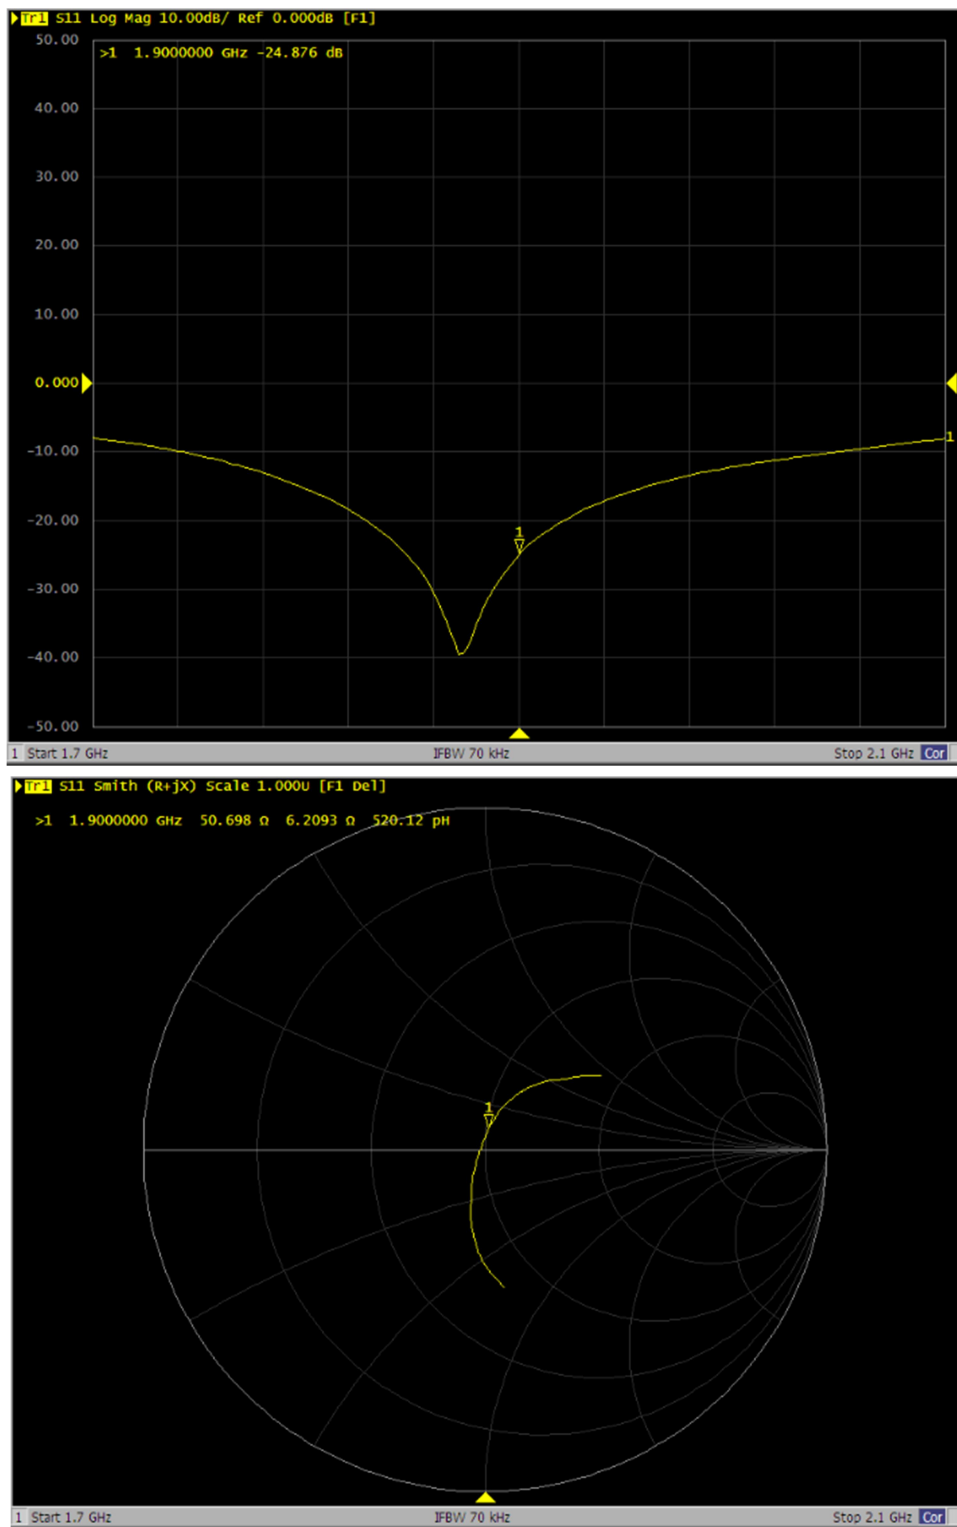 Tr1 S11 Log Mag 10.00dB/ Ref 0.000dB [F1]
50.00
>1 1.9000000 GHz -24.876 dB
40.00
30.00
20.00
10.00
0.000
-10.00
1
-20.00
1
-30.00
-40.00
-50.00
1 Start 1.7 GHz IFBW 70 kHz Stop 2.1 GHz Cor
Tr1 S11 Smith (R+jX) Scale 1.000U [F1 Del]
>1 1.9000000 GHz 50.698 Ω 6.2093 Ω 520.12 pH
1
1 Start 1.7 GHz IFBW 70 kHz Stop 2.1 GHz Cor